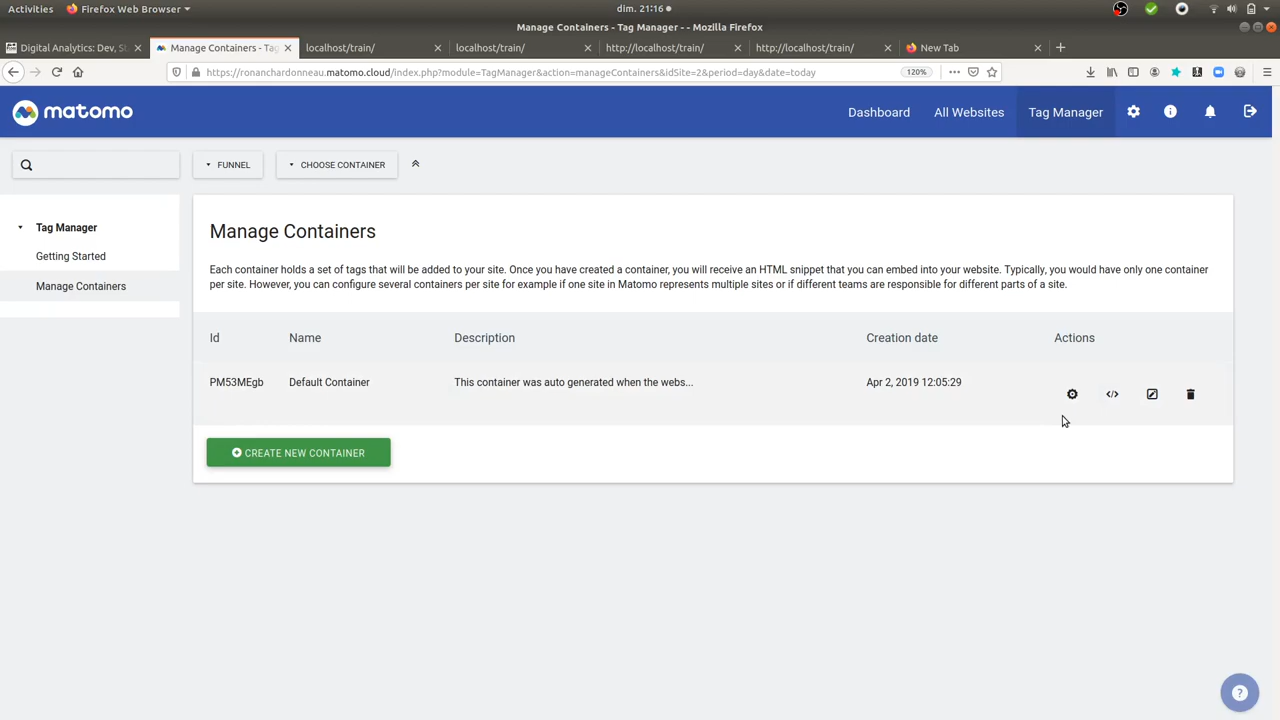 Activities
Firefox Web Browser
dim. 21:16
Manage Containers - Tag Manager - - Mozilla Firefox
Digital Analytics: Dev, S
Manage Containers - Tag
localhost/train/
localhost/train/
http://localhost/train/
http://localhost/train/
New Tab
https://ronanchardonneau.matomo.cloud/index.php?module=TagManager&action=manageContainers&idSite=2&period=day&date=today
120%
matomo
Dashboard
All Websites
Tag Manager
FUNNEL
CHOOSE CONTAINER
Tag Manager
Getting Started
Manage Containers
Manage Containers
Each container holds a set of tags that will be added to your site. Once you have created a container, you will receive an HTML snippet that you can embed into your website. Typically, you would have only one container
per site. However, you can configure several containers per site for example if one site in Matomo represents multiple sites or if different teams are responsible for different parts of a site.
Id Name Description Creation date Actions
PM53MEgb Default Container This container was auto generated when the webs... Apr 2, 2019 12:05:29
CREATE NEW CONTAINER